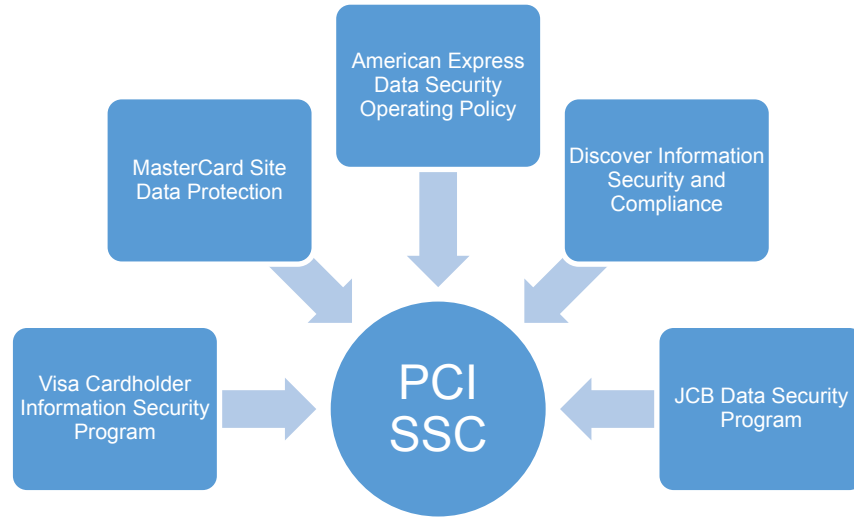 American Express
Data Security
Operating Policy
MasterCard Site
Data Protection
Discover Information
Security and
Compliance
Visa Cardholder
Information Security
Program
PCI
SSC
JCB Data Security
Program